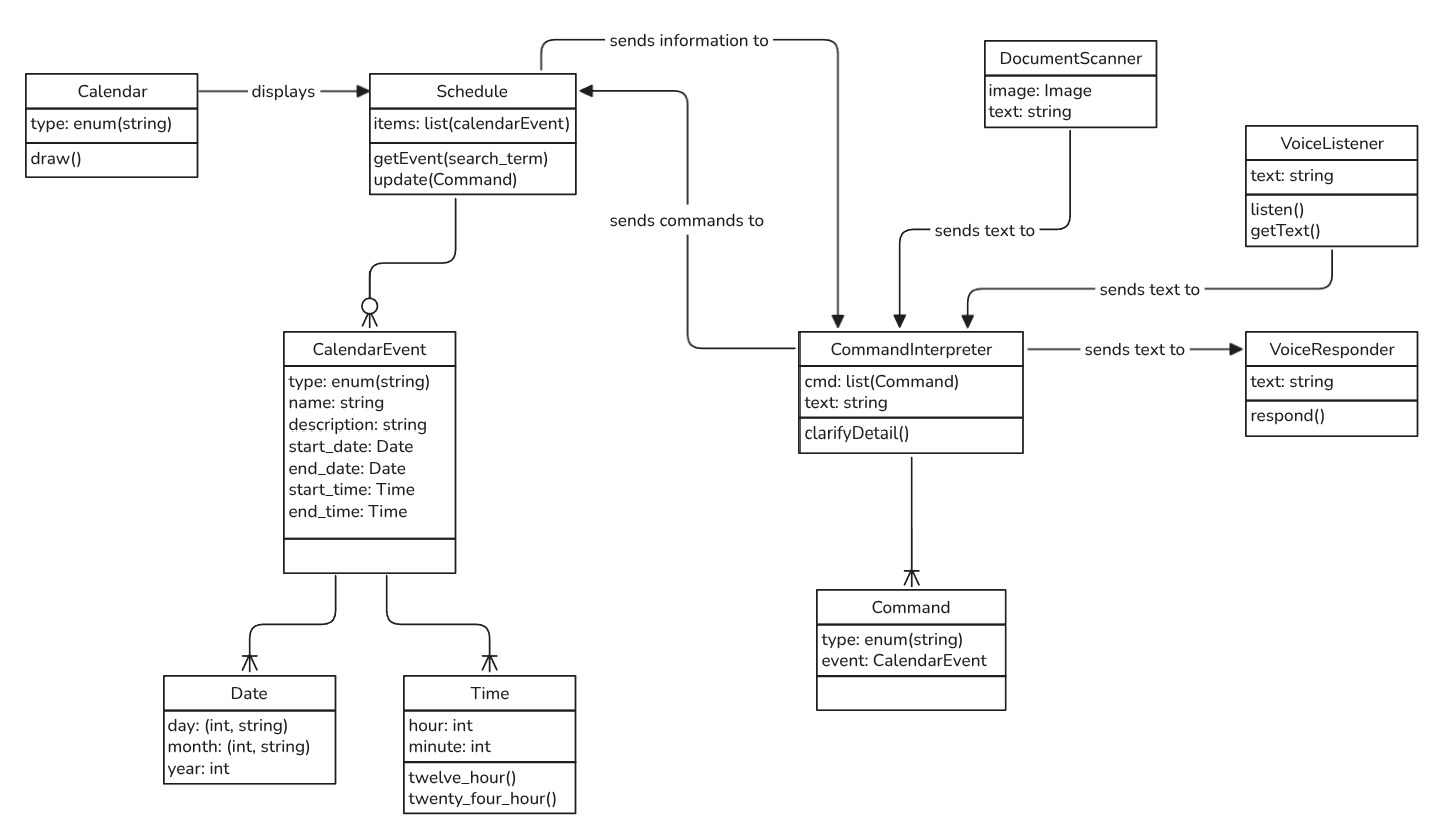 sends information to
DocumentScanner
image: Image
text: string
Calendar
type: enum(string)
draw()
displays
Schedule
items: list(calendarEvent)
getEvent(search_term)
update(Command)
VoiceListener
text: string
listen()
getText()
sends commands to
sends text to
sends text to
CalendarEvent
type: enum(string)
name: string
description: string
start_date: Date
end_date: Date
start_time: Time
end_time: Time
CommandInterpreter
cmd: list(Command)
text: string
clarifyDetail()
sends text to
VoiceResponder
text: string
respond()
Command
type: enum(string)
event: CalendarEvent
Date
day: (int, string)
month: (int, string)
year: int
Time
hour: int
minute: int
twelve_hour()
twenty_four_hour()